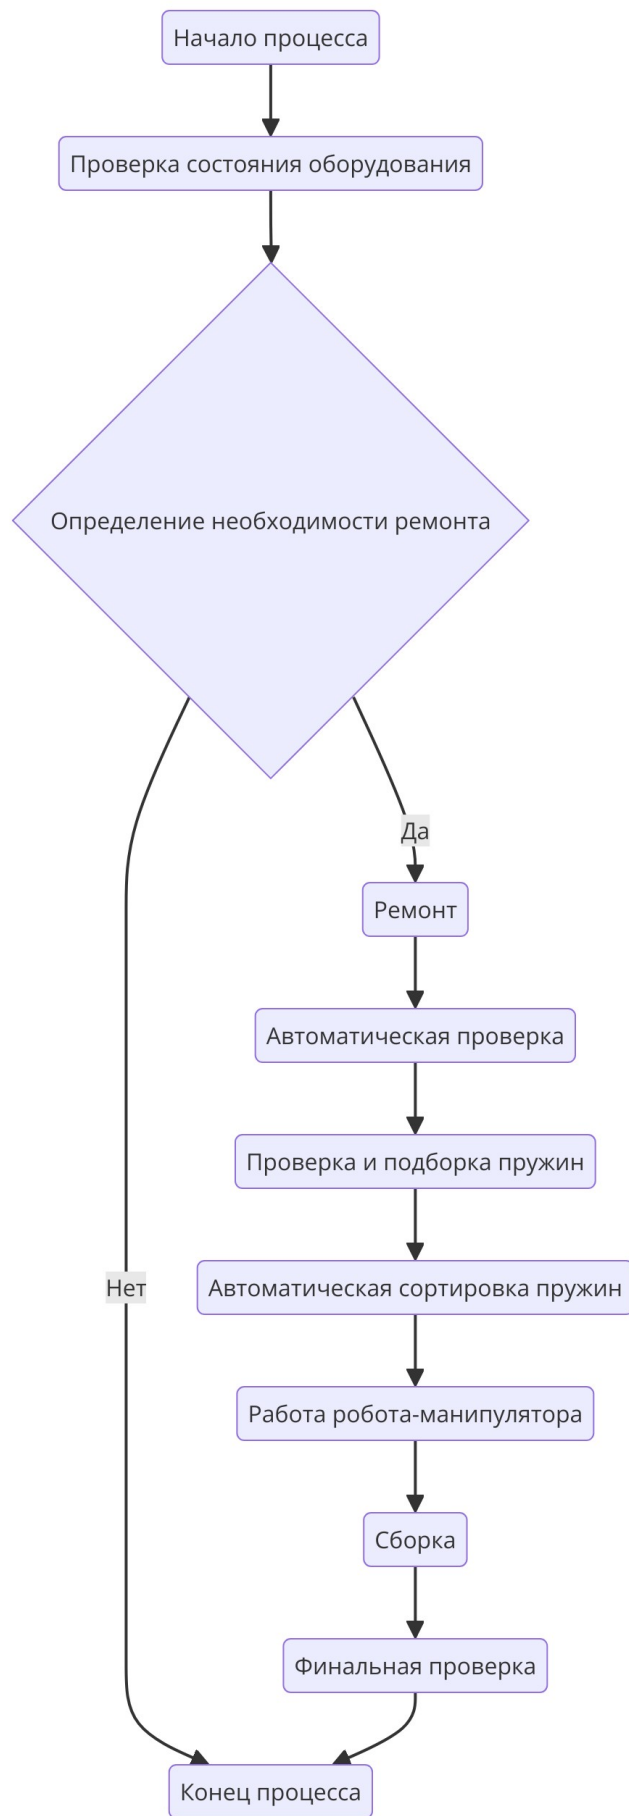 Начало процесса
Проверка состояния оборудования
Определение необходимости ремонта
Да
Ремонт
Автоматическая проверка
Проверка и подборка пружин
Нет
Автоматическая сортировка пружин
Работа робота-манипулятора
Сборка
Финальная проверка
Конец процесса